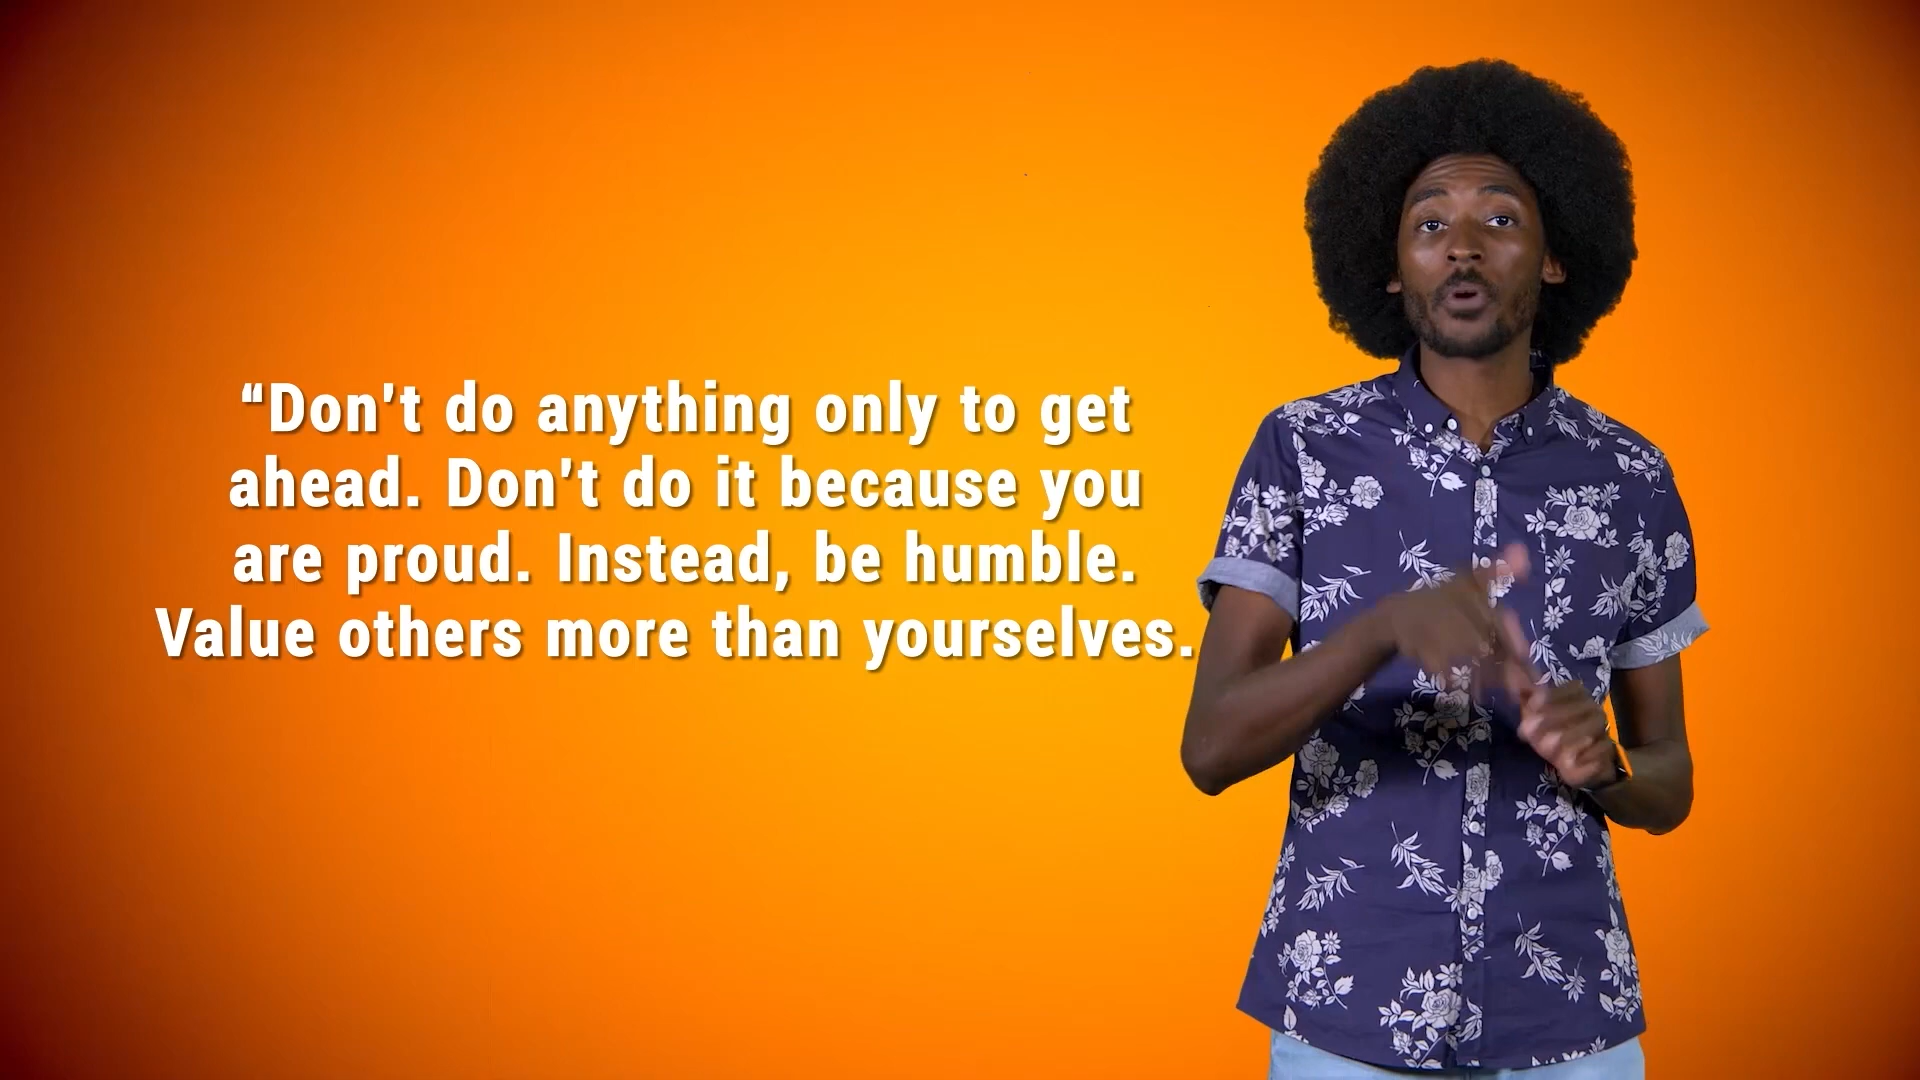 “Don't do anything only to get
ahead. Don't do it because you
are proud. Instead, be humble.
Value others more than yourselves.